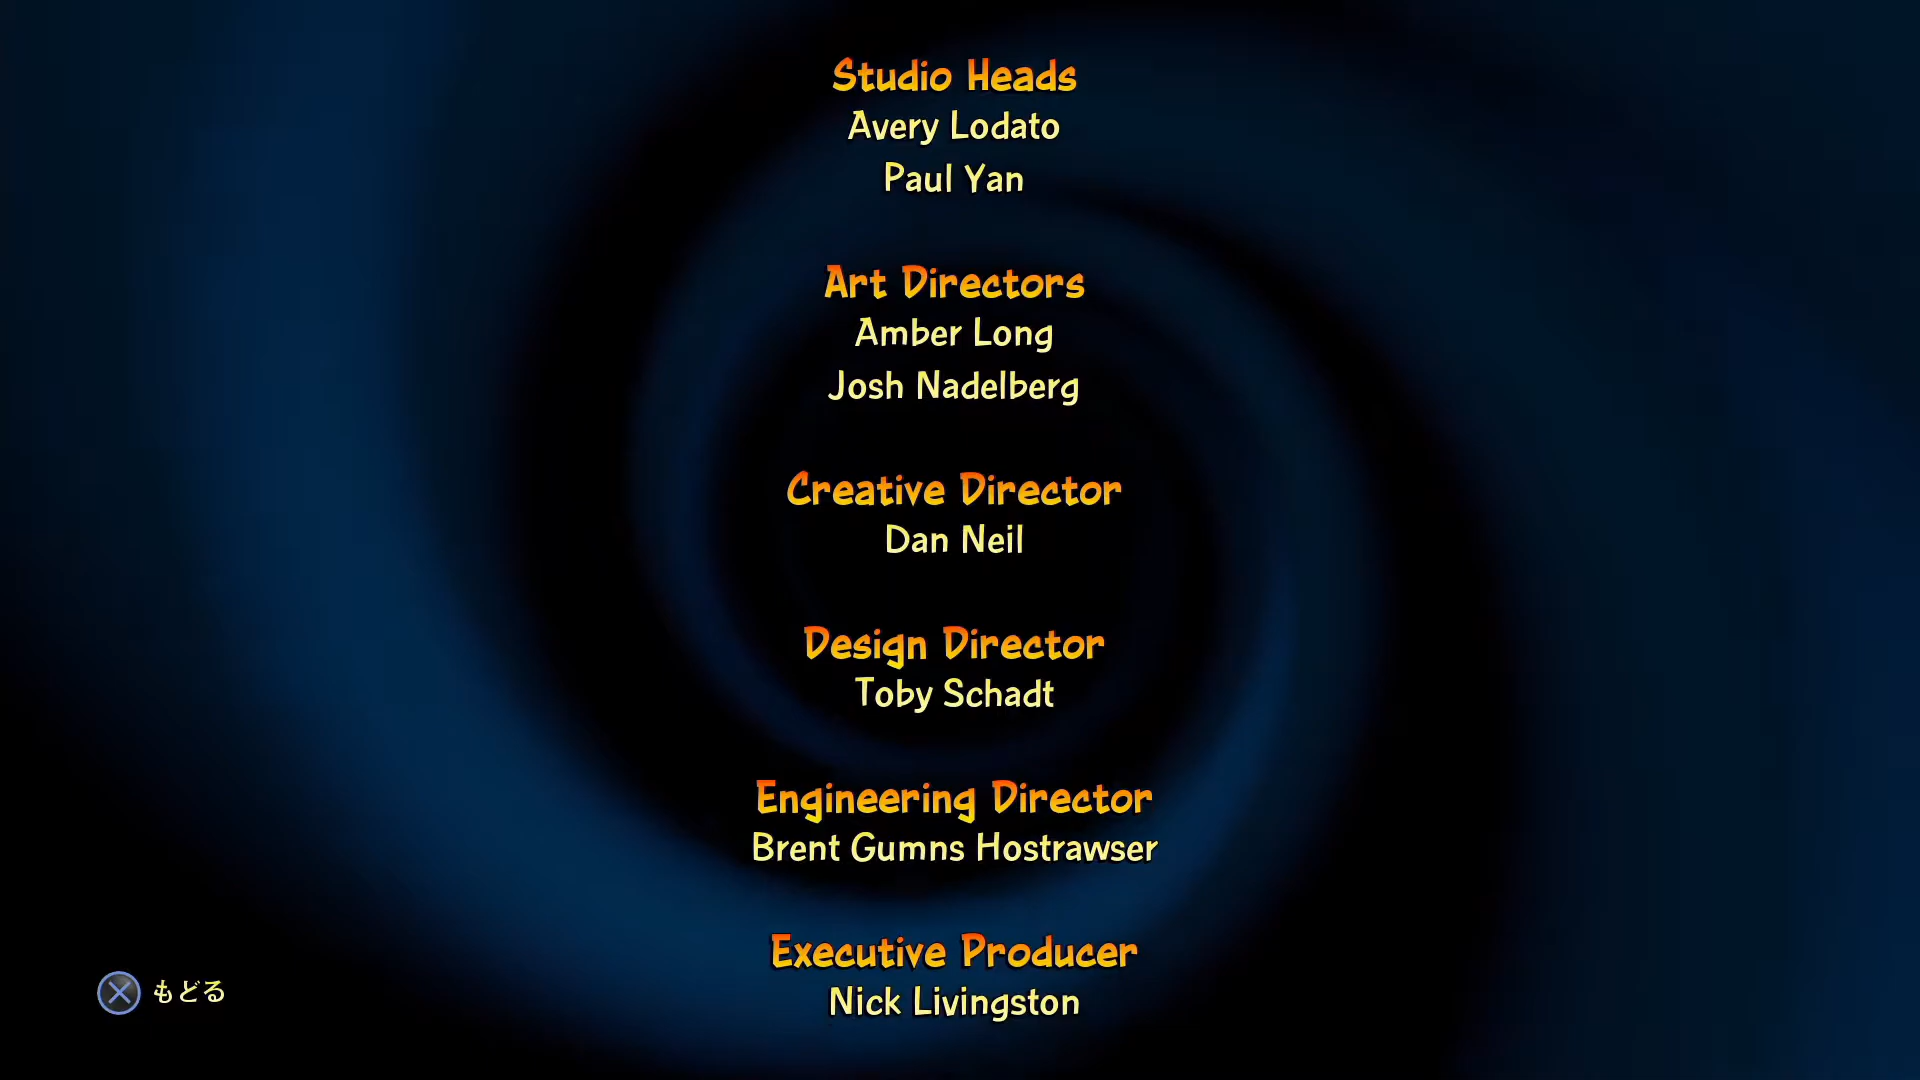 Studio Heads
Avery Lodato
Paul Yan
Art Directors
Amber Long
Josh Nadelberg
Creative Director
Dan Neil
Design Director
Toby Schadt
Engineering Director
Brent Gumns Hostrawser
Executive Producer
Nick Livingston
もどる